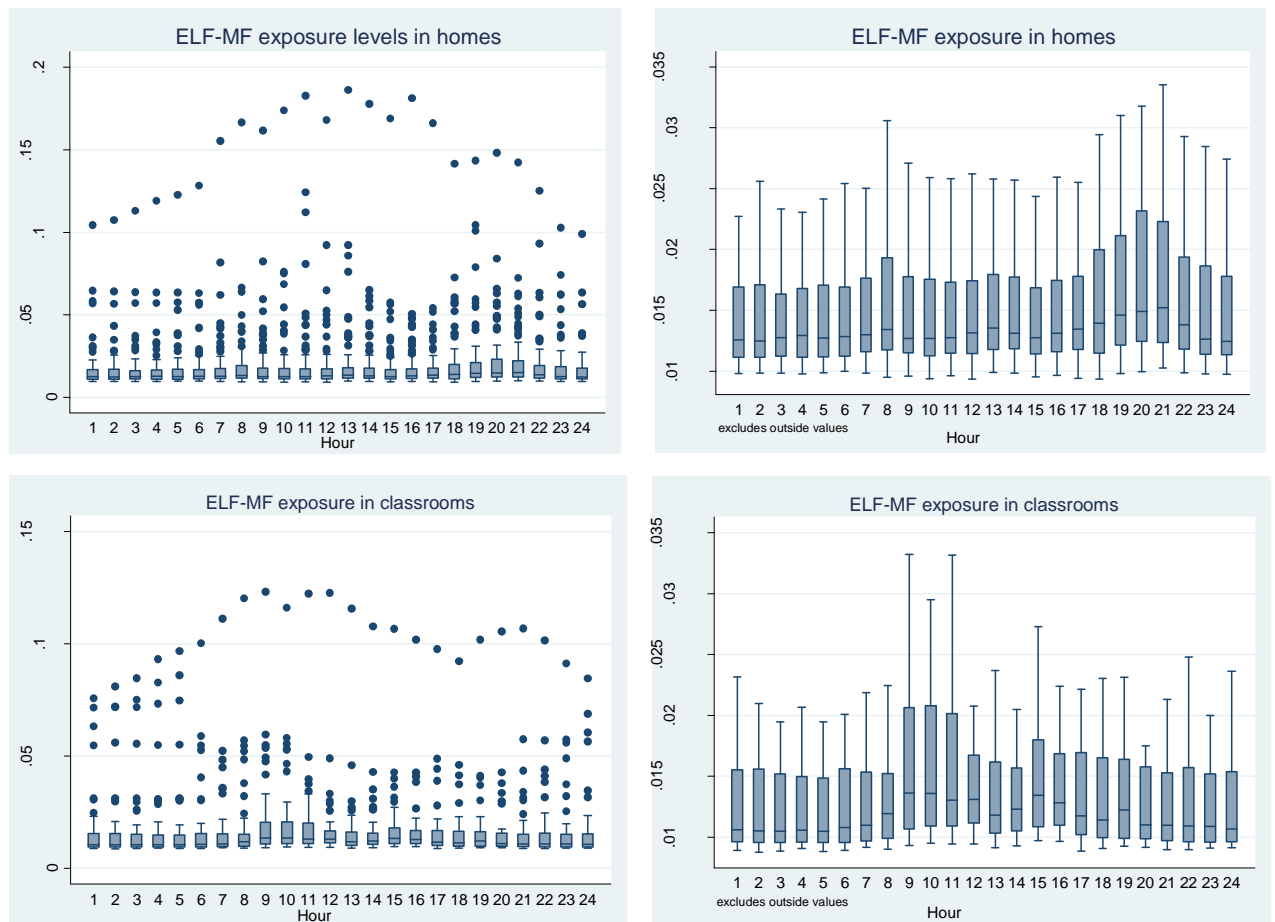 ELF-MF exposure levels in homes
.2
.15
.1
.05
0
1 2 3 4 5 6 7 8 9 10 11 12 13 14 15 16 17 18 19 20 21 22 23 24
Hour
ELF-MF exposure in homes
.035
.03
.025
.02
.015
.01
1 2 3 4 5 6 7 8 9 10 11 12 13 14 15 16 17 18 19 20 21 22 23 24
excludes outside values
Hour
ELF-MF exposure in classrooms
.15
.1
.05
0
1 2 3 4 5 6 7 8 9 10 11 12 13 14 15 16 17 18 19 20 21 22 23 24
Hour
ELF-MF exposure in classrooms
.035
.03
.025
.02
.015
.01
1 2 3 4 5 6 7 8 9 10 11 12 13 14 15 16 17 18 19 20 21 22 23 24
excludes outside values
Hour